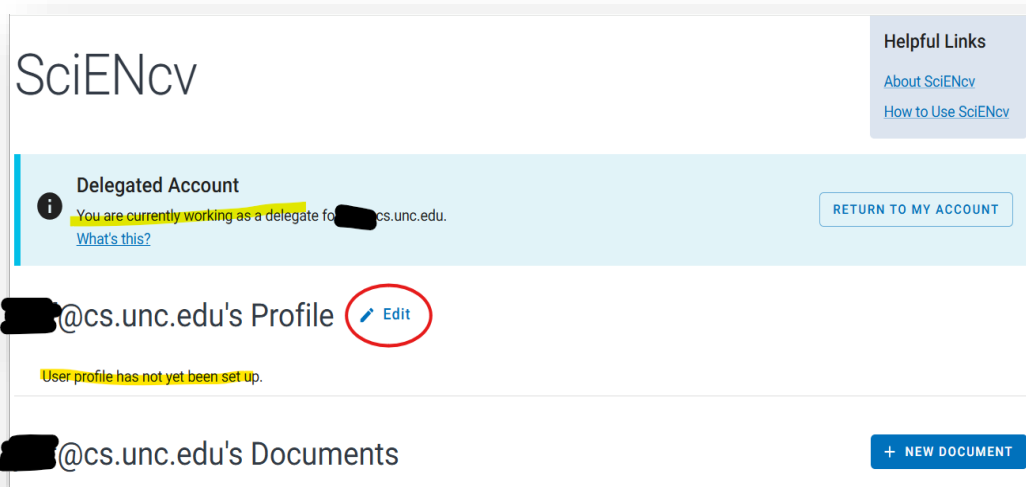 Helpful Links
SciENcv
About SciENcv
How to Use SciENcv
Delegated Account
You are currently working as a delegate fo cs.unc.edu.
RETURN TO MY ACCOUNT
What's this?
@cs.unc.edu's Profile Edit
User profile has not yet been set up.
@cs.unc.edu's Documents
+ NEW DOCUMENT